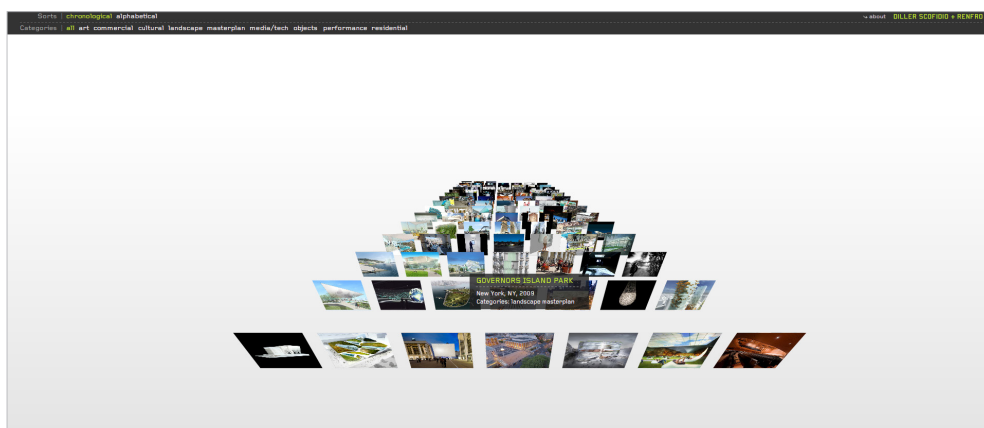 Sorts | chronological alphabetical
↘ about DILLER SCOFIDIO + RENFRO
Categories | all art commercial cultural landscape masterplan media/tech objects performance residential
GOVERNORS ISLAND PARK
New York, NY, 2009
Categories: landscape masterplan